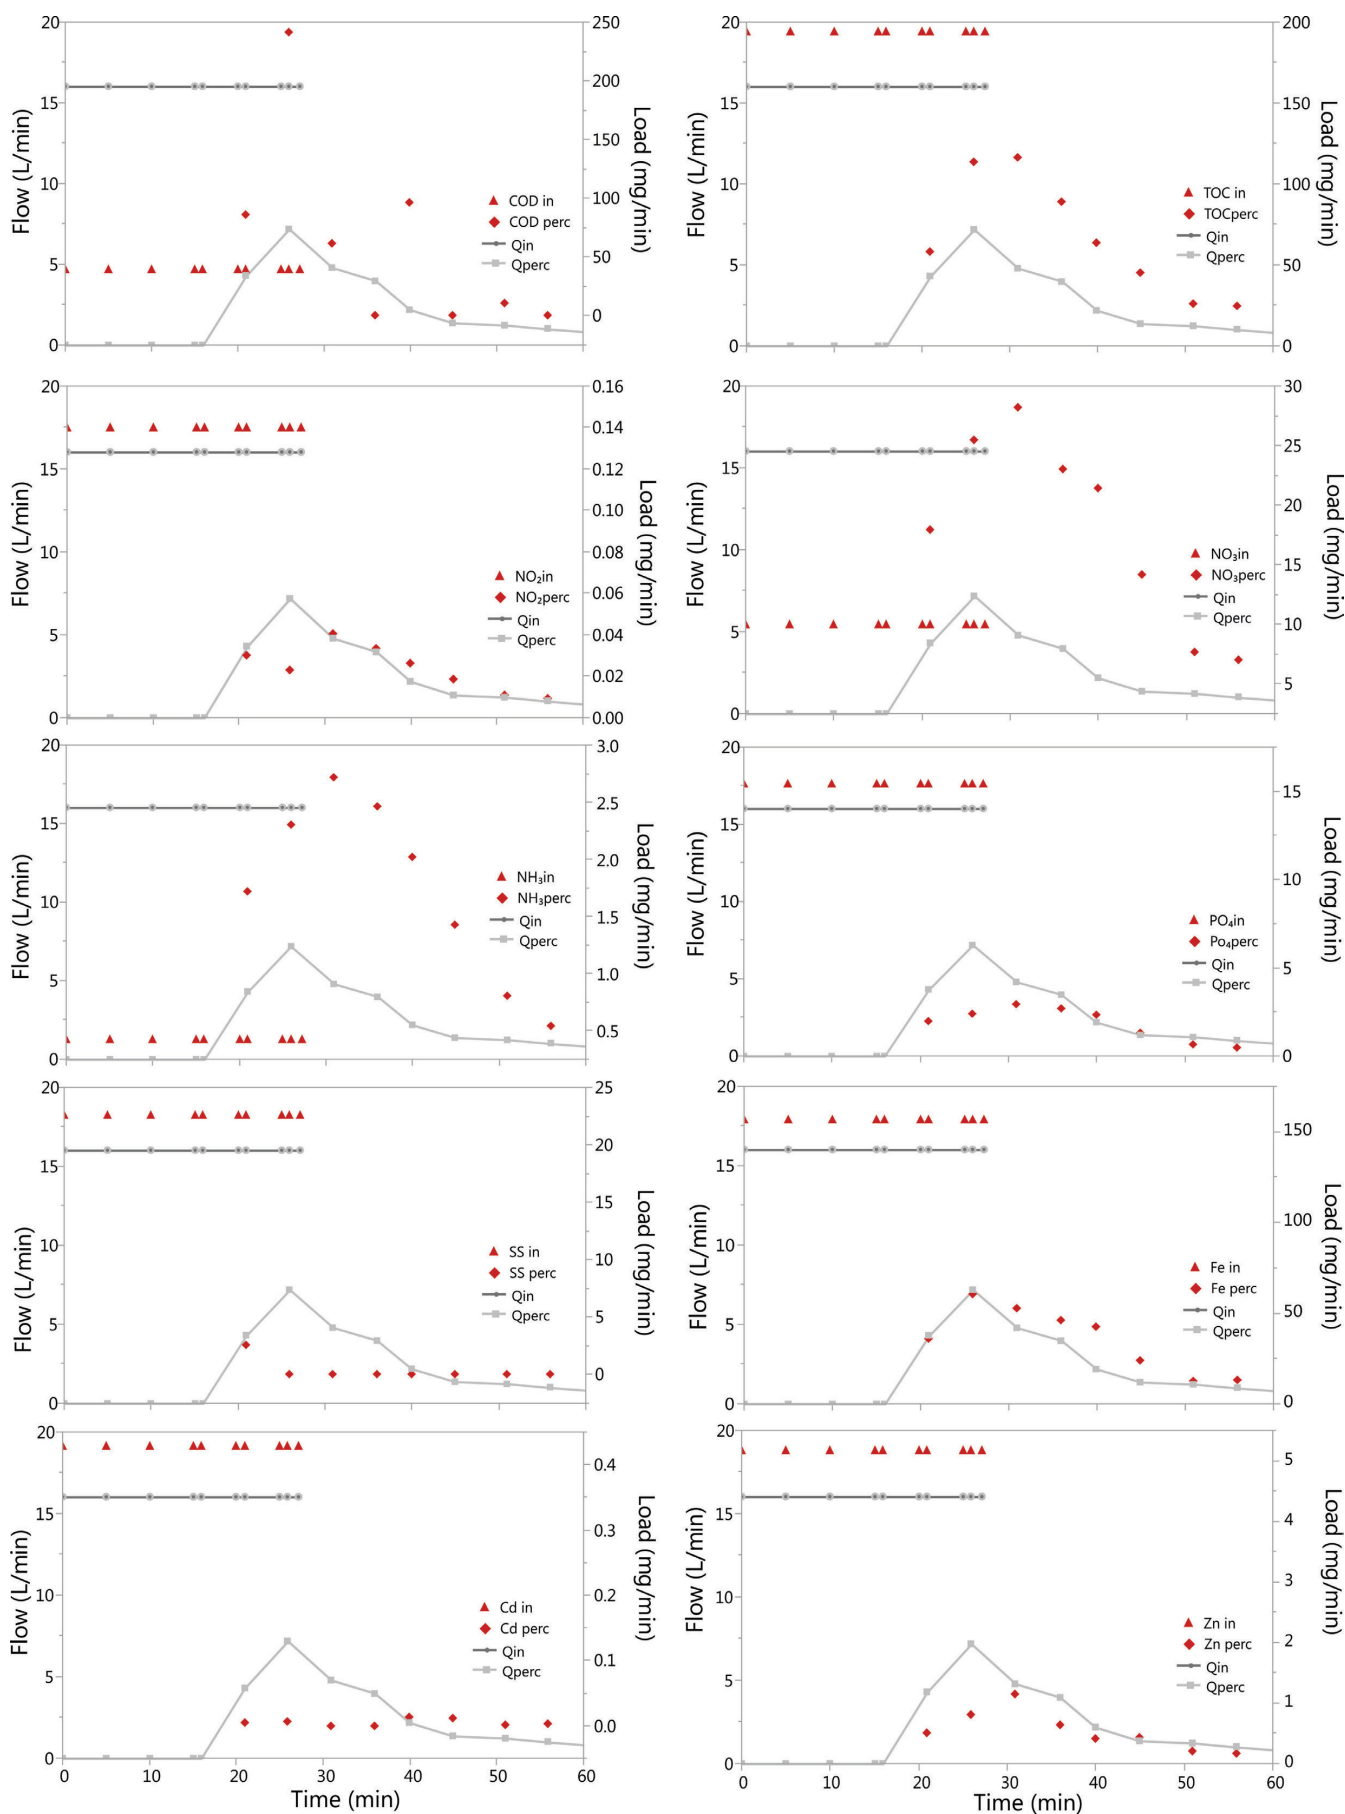 20
15
10
5
0
Flow (L/min)
250
200
150
100
50
0
Load (mg/min)
COD in
COD perc
Qin
Qperc
20
15
10
5
0
Flow (L/min)
200
150
100
50
0
Load (mg/min)
TOC in
TOCperc
Qin
Qperc
20
15
10
5
0
Flow (L/min)
0.16
0.14
0.12
0.10
0.08
0.06
0.04
0.02
0.00
Load (mg/min)
NO₂in
NO₂perc
Qin
Qperc
20
15
10
5
0
Flow (L/min)
30
25
20
15
10
5
Load (mg/min)
NO₃in
NO₃perc
Qin
Qperc
20
15
10
5
0
Flow (L/min)
3.0
2.5
2.0
1.5
1.0
0.5
Load (mg/min)
NH₃in
NH₃perc
Qin
Qperc
20
15
10
5
0
Flow (L/min)
15
10
5
0
Load (mg/min)
PO₄in
Po₄perc
Qin
Qperc
20
15
10
5
0
Flow (L/min)
25
20
15
10
5
0
Load (mg/min)
SS in
SS perc
Qin
Qperc
20
15
10
5
0
Flow (L/min)
150
100
50
0
Load (mg/min)
Fe in
Fe perc
Qin
Qperc
20
15
10
5
0
Flow (L/min)
0.4
0.3
0.2
0.1
0.0
Load (mg/min)
Cd in
Cd perc
Qin
Qperc
0 10 20 30 40 50 60
Time (min)
20
15
10
5
0
Flow (L/min)
5
4
3
2
1
0
Load (mg/min)
Zn in
Zn perc
Qin
Qperc
0 10 20 30 40 50 60
Time (min)